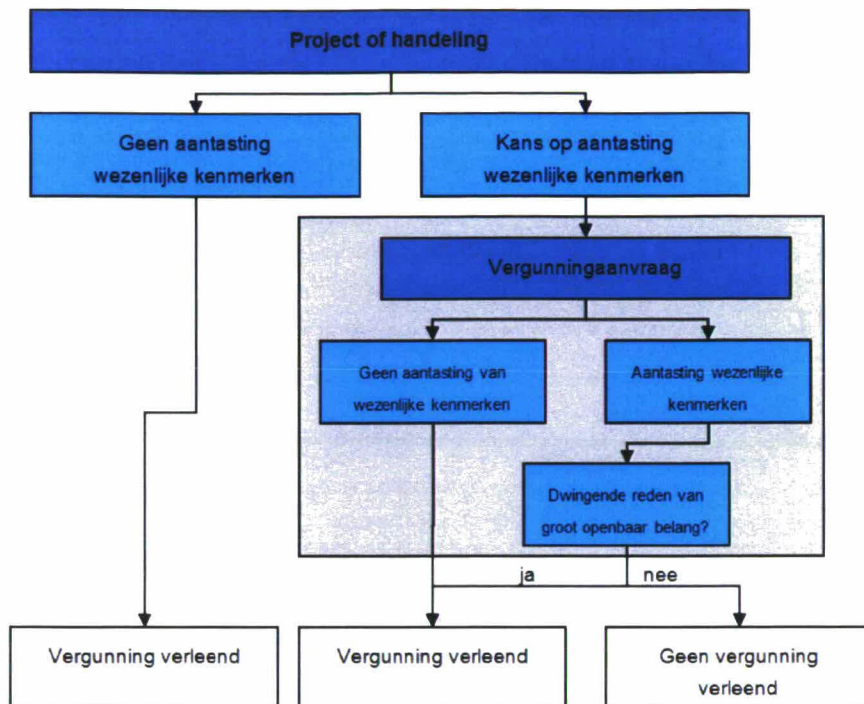 Project of handeling
Geen aantasting
wezenlijke kenmerken
Kans op aantasting
wezenlijke kenmerken
Vergunningaanvraag
Geen aantasting van
wezenlijke kenmerken
Aantasting wezenlijke
kenmerken
Dwingende reden van
groot openbaar belang?
ja
nee
Vergunning verleend
Vergunning verleend
Geen vergunning
verleend